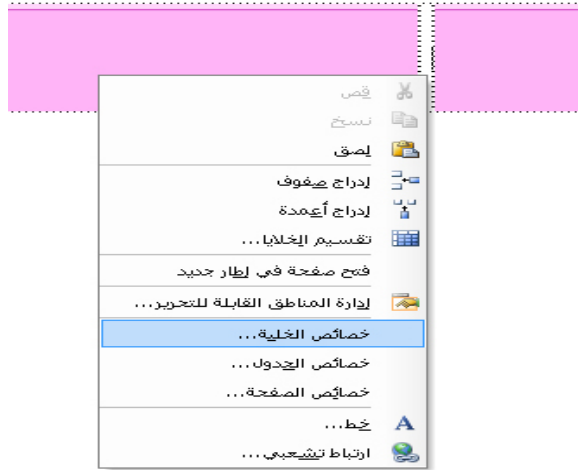 قص
نسخ
لصق
إدراج صفوف
إدراج أعمدة
تقسيم الخلايا...
فتح صفحة في إطار جديد
إدارة المناطق القابلة للتحرير...
خصائص الخلية...
خصائص الجدول...
خصائص الصفحة...
خط...
ارتباط تشعبي...